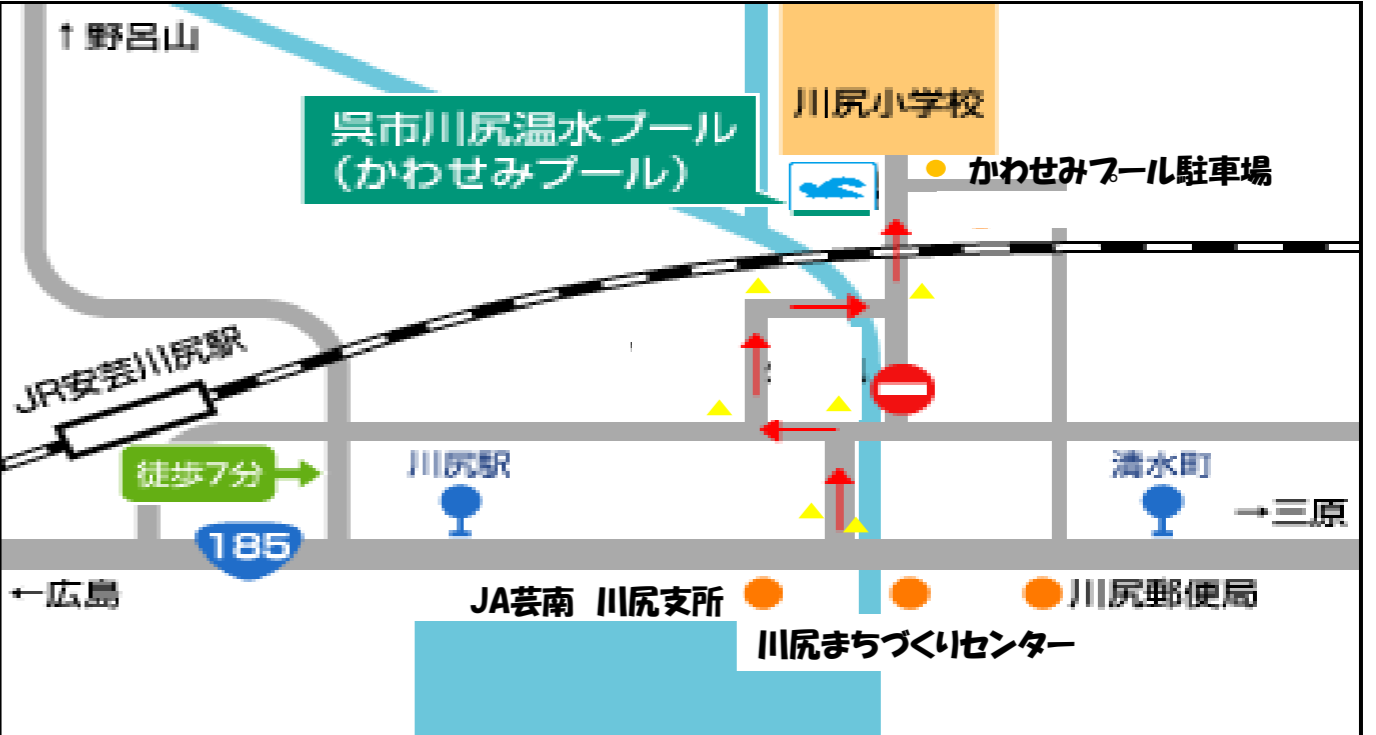 ↑野呂山
川尻小学校
呉市川尻温水プール
(かわせみプール)
かわせみプール駐車場
JR安芸川尻駅
徒歩7分→
川尻駅
清水町
→三原
185
←広島
JA芸南 川尻支所
川尻郵便局
川尻まちづくりセンター